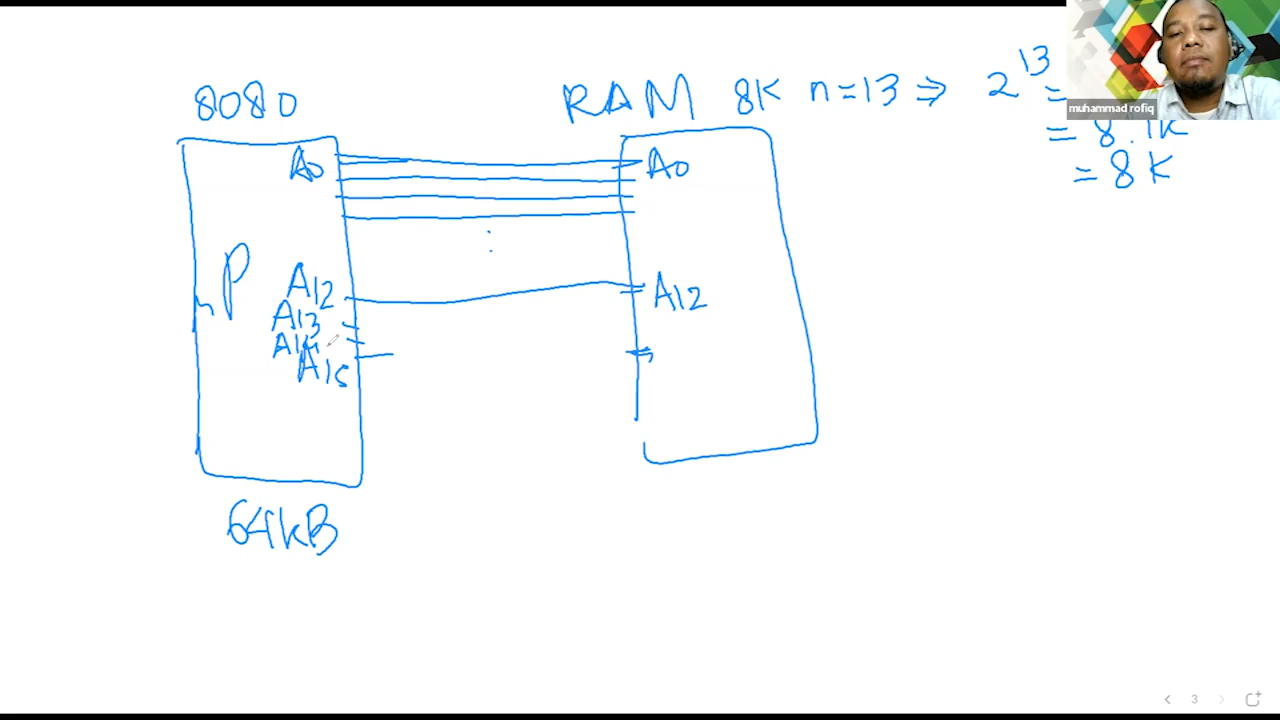 8080
RAM 8K n=13 ⇒ 2^13 =
muhammad rofiq
= 8.1K
= 8K
A0
A0
μP
A12
A12
A13
A14
A15
64kB
3